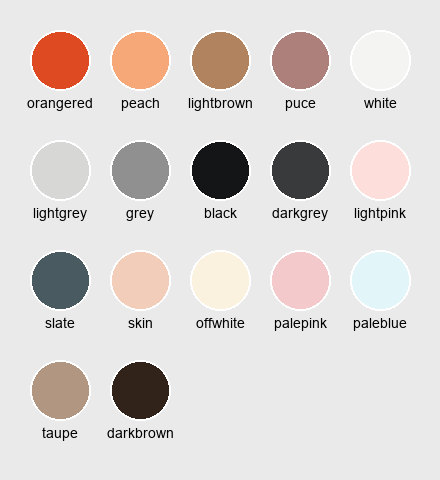 orangered peach lightbrown puce white
lightgrey grey black darkgrey lightpink
slate skin offwhite palepink paleblue
taupe darkbrown